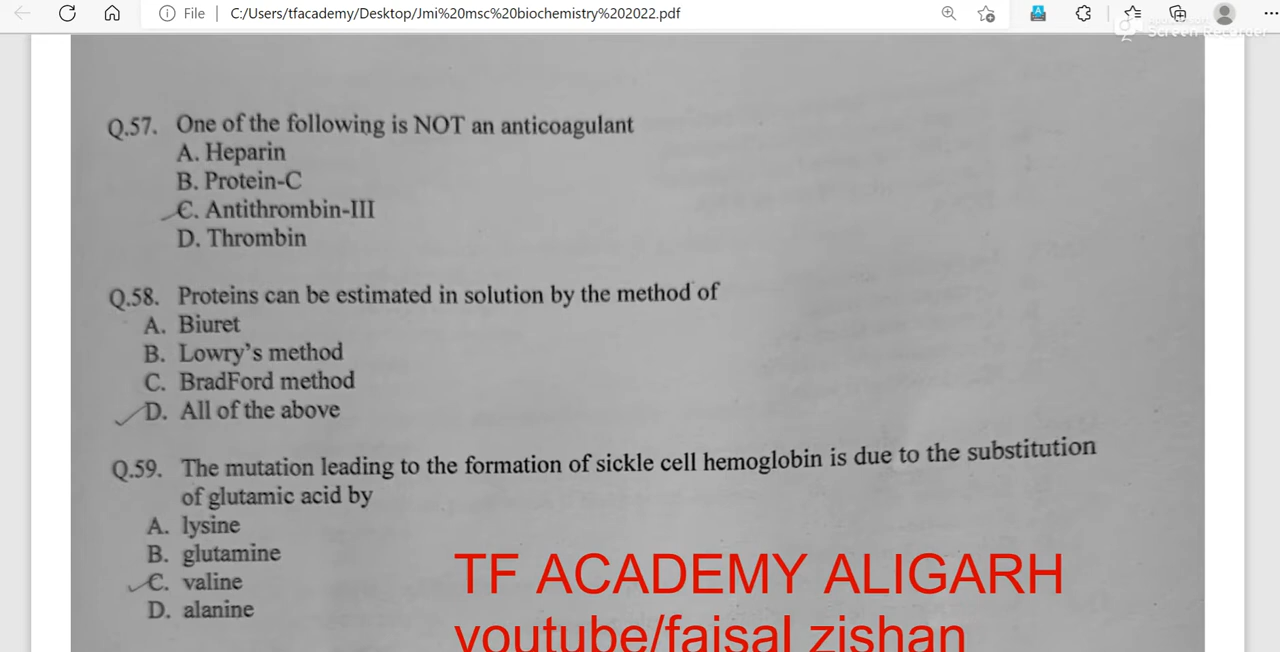 File
C:/Users/tfacademy/Desktop/Jmi%20msc%20biochemistry%202022.pdf
Screen Recorder
Q.57. One of the following is NOT an anticoagulant
A. Heparin
B. Protein-C
C. Antithrombin-III
D. Thrombin
Q.58. Proteins can be estimated in solution by the method of
A. Biuret
B. Lowry's method
C. BradFord method
D. All of the above
Q.59. The mutation leading to the formation of sickle cell hemoglobin is due to the substitution
of glutamic acid by
A. lysine
B. glutamine
C. valine
D. alanine
TF ACADEMY ALIGARH
youtube/faisal zishan